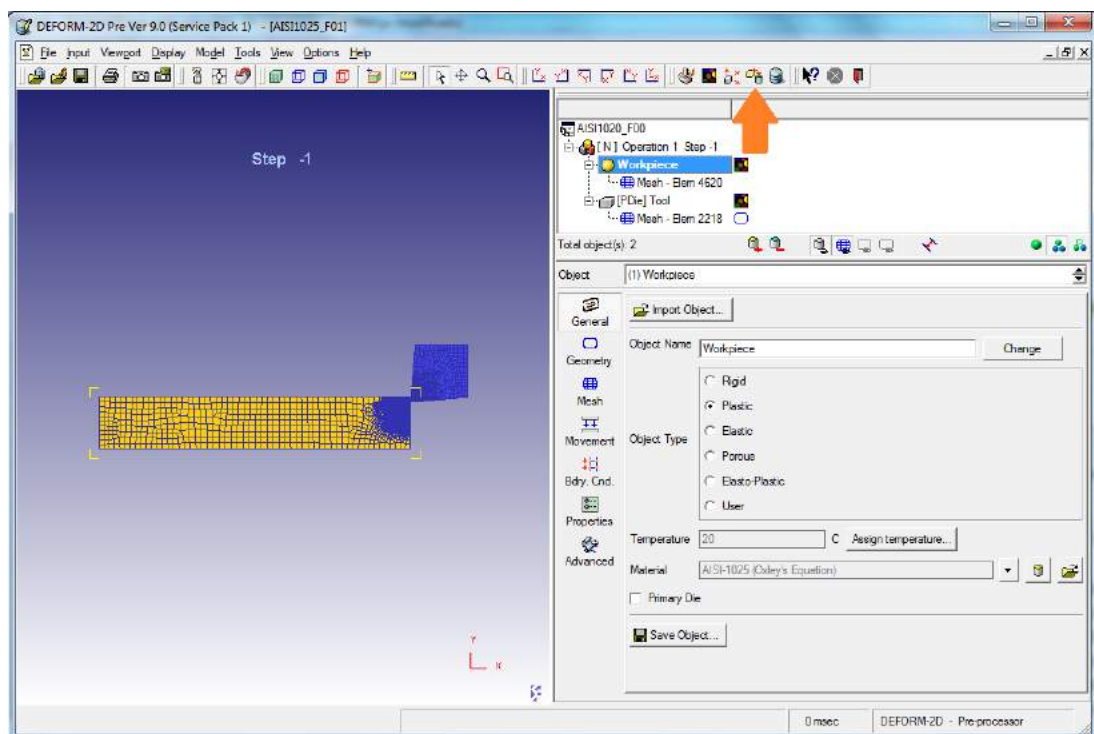 DEFORM-2D Pre Ver 9.0 (Service Pack 1) - [AISI1025_F01]
File Input Viewport Display Model Tools View Options Help
Step -1
AISI1020_F00
[ N ] Operation 1 Step -1
Workpiece
Mesh - Elem 4620
[PDie] Tool
Mesh - Elem 2218
Total object(s): 2
Object (1) Workpiece
General
Geometry
Mesh
Movement
Bdry. Cnd.
Properties
Advanced
Import Object...
Object Name Workpiece Change
Object Type
Rigid
Plastic
Elastic
Porous
Elasto-Plastic
User
Temperature 20 C Assign temperature...
Material AISI-1025 (Oxley's Equation)
Primary Die
Save Object...
Y
X
0 msec DEFORM-2D - Pre-processor